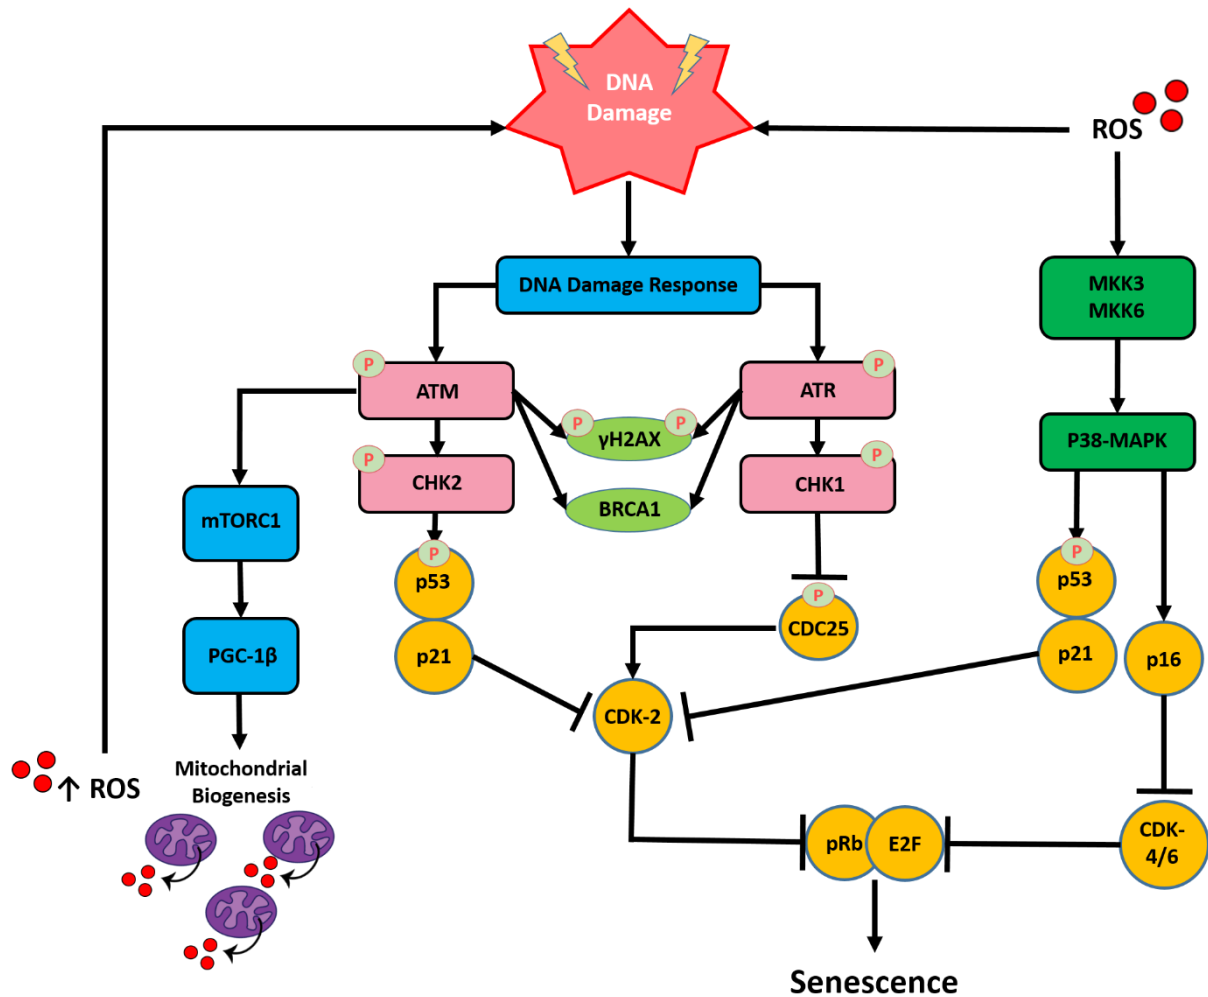 DNA
Damage
ROS
DNA Damage Response
MKK3
MKK6
P
ATM
P
P
γH2AX
ATR
P
P38-MAPK
P
CHK2
BRCA1
CHK1
P
mTORC1
P
p53
P
CDC25
P
p53
PGC-1β
p21
p21
p16
CDK-2
↑ ROS
Mitochondrial
Biogenesis
pRb
E2F
CDK-
4/6
Senescence